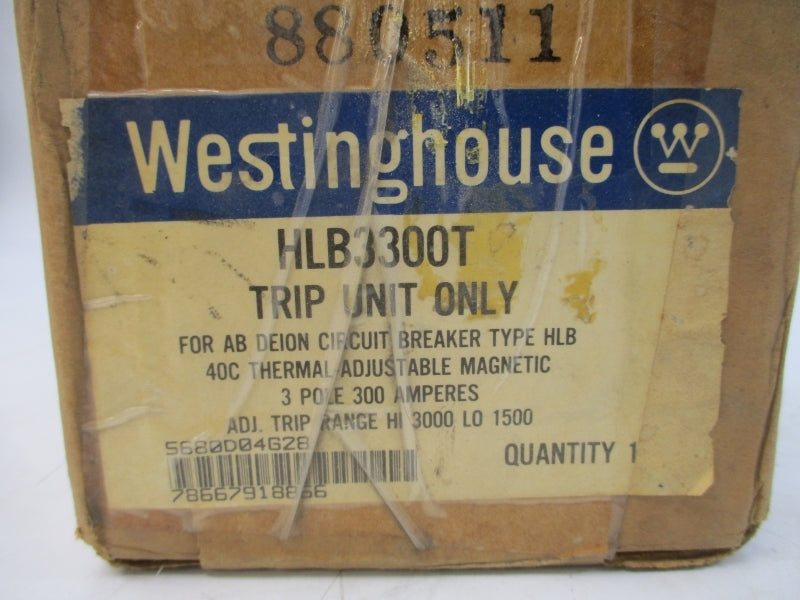 880511
Westinghouse W
HLB3300T
TRIP UNIT ONLY
FOR AB DEION CIRCUIT BREAKER TYPE HLB
40C THERMAL-ADJUSTABLE MAGNETIC
3 POLE 300 AMPERES
ADJ. TRIP RANGE HI 3000 LO 1500
5680D04G28
QUANTITY 1
78667918866